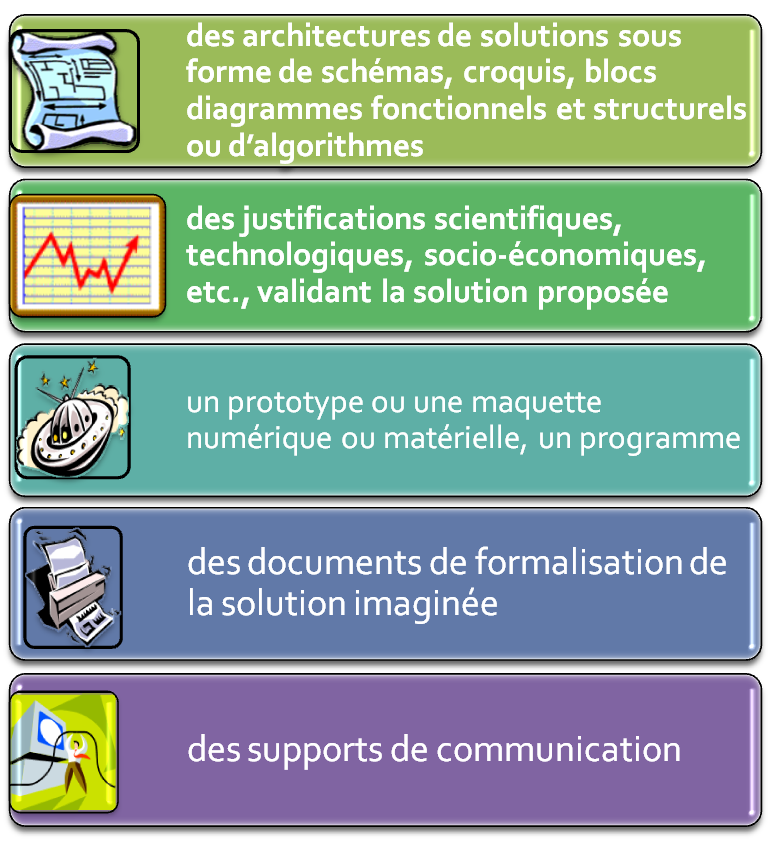 des architectures de solutions sous
forme de schémas, croquis, blocs
diagrammes fonctionnels et structurels
ou d’algorithmes
des justifications scientifiques,
technologiques, socio-économiques,
etc., validant la solution proposée
un prototype ou une maquette
numérique ou matérielle, un programme
des documents de formalisation de
la solution imaginée
des supports de communication